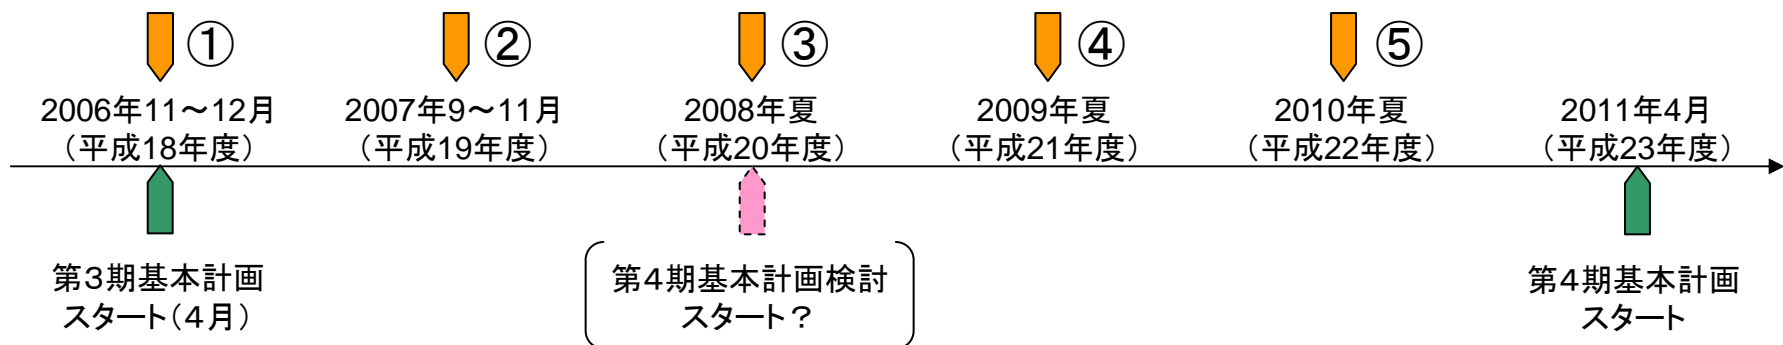 ①
②
③
④
⑤
2006年11～12月
（平成18年度）
2007年9～11月
（平成19年度）
2008年夏
（平成20年度）
2009年夏
（平成21年度）
2010年夏
（平成22年度）
2011年4月
（平成23年度）
第３期基本計画
スタート（４月）
第４期基本計画検討
スタート？
第４期基本計画
スタート